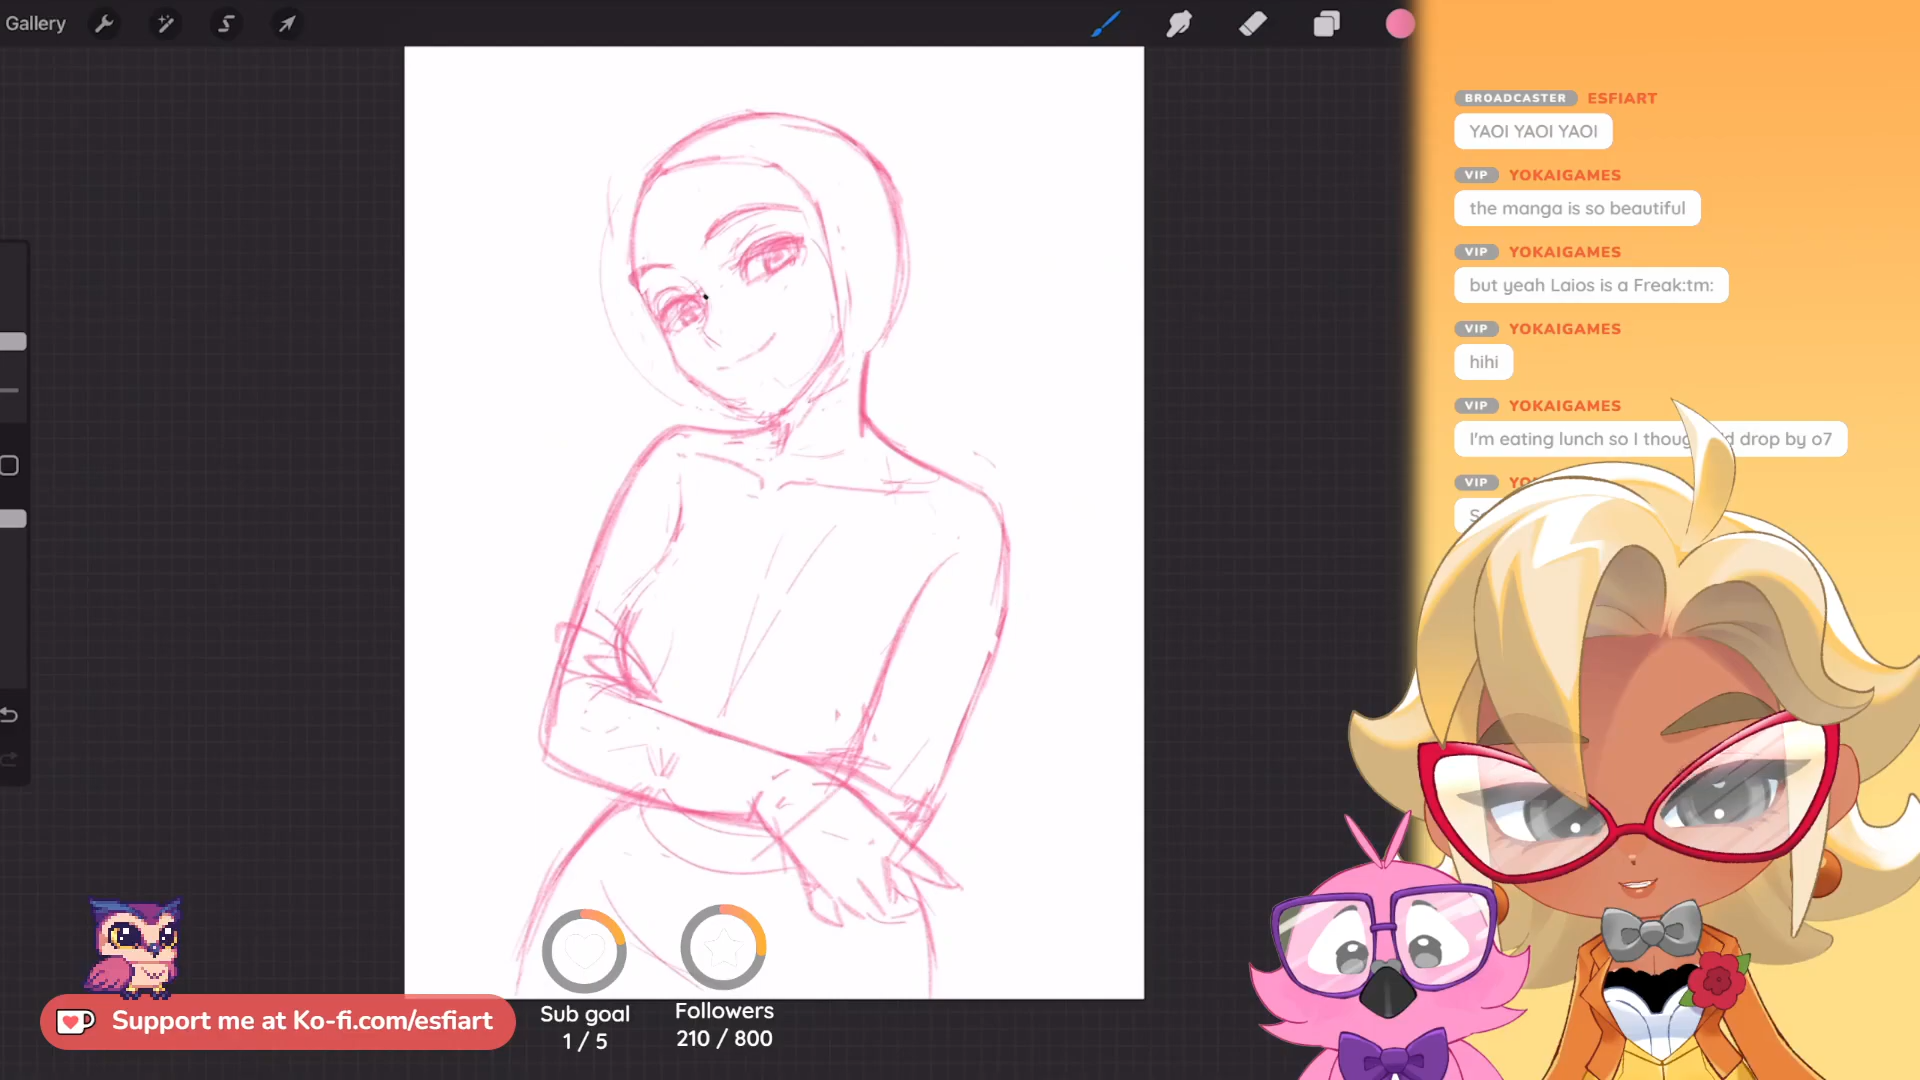 Gallery
BROADCASTER ESFIART
YAOI YAOI YAOI
VIP YOKAIGAMES
the manga is so beautiful
VIP YOKAIGAMES
but yeah Laios is a Freak:tm:
VIP YOKAIGAMES
hihi
VIP YOKAIGAMES
I'm eating lunch so I drop by o7
VIP
Support me at Ko-fi.com/esfiart
Sub goal
1 / 5
Followers
210 / 800